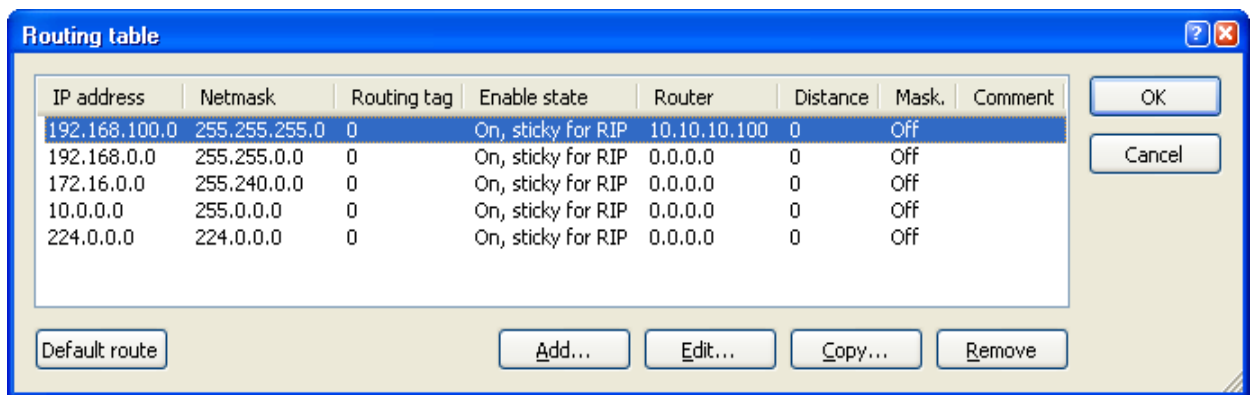 Routing table
IP address Netmask Routing tag Enable state Router Distance Mask. Comment
192.168.100.0 255.255.255.0 0 On, sticky for RIP 10.10.10.100 0 Off
192.168.0.0 255.255.0.0 0 On, sticky for RIP 0.0.0.0 0 Off
172.16.0.0 255.240.0.0 0 On, sticky for RIP 0.0.0.0 0 Off
10.0.0.0 255.0.0.0 0 On, sticky for RIP 0.0.0.0 0 Off
224.0.0.0 224.0.0.0 0 On, sticky for RIP 0.0.0.0 0 Off
OK
Cancel
Default route Add... Edit... Copy... Remove